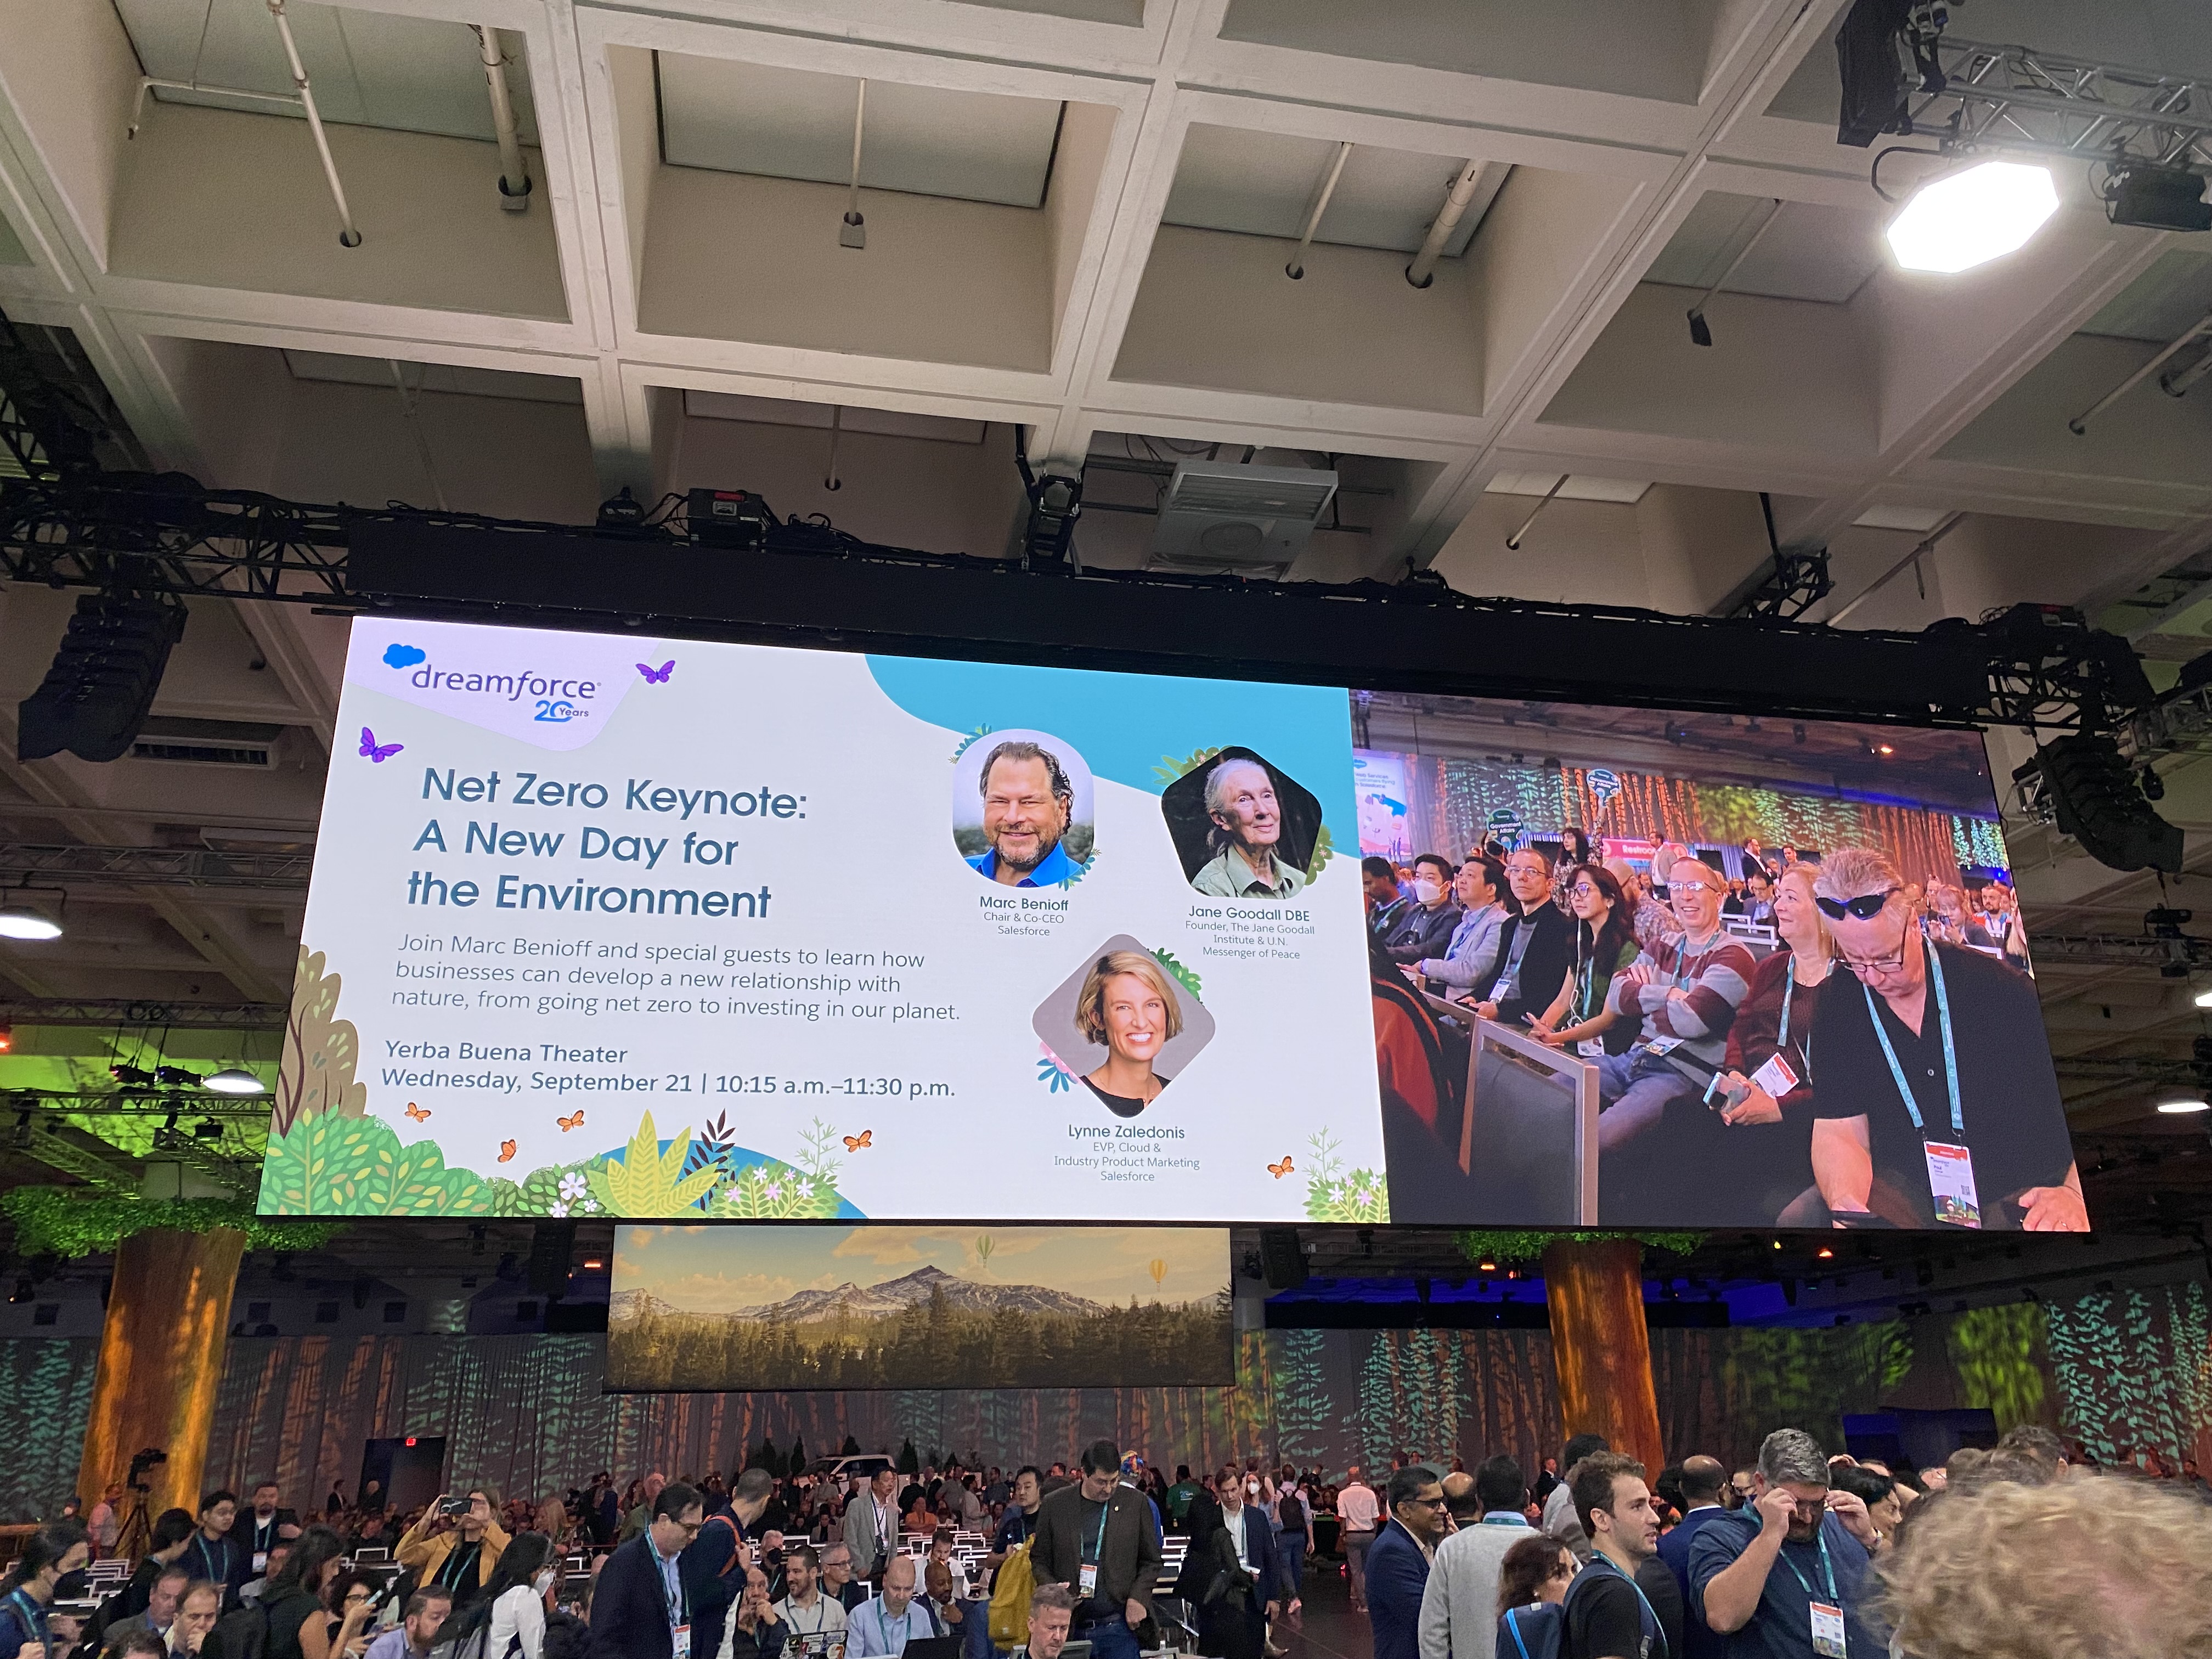 dreamforce
20 Years
Net Zero Keynote:
A New Day for
the Environment
Join Marc Benioff and special guests to learn how
businesses can develop a new relationship with
nature, from going net zero to investing in our planet.
Yerba Buena Theater
Wednesday, September 21 | 10:15 a.m.–11:30 p.m.
Marc Benioff
Chair & Co-CEO
Salesforce
Jane Goodall DBE
Founder, The Jane Goodall
Institute & U.N.
Messenger of Peace
Lynne Zaledonis
EVP, Cloud &
Industry Product Marketing
Salesforce
Government
Affairs